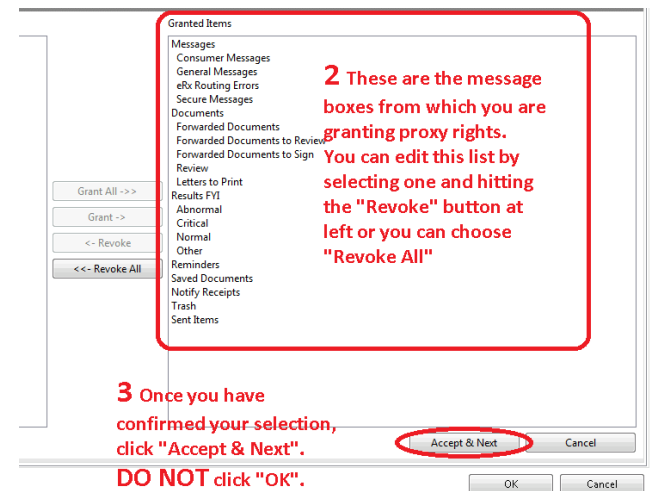 Granted Items
Messages
Consumer Messages
General Messages
eRx Routing Errors
Secure Messages
Documents
Forwarded Documents
Forwarded Documents to Review
Forwarded Documents to Sign
Review
Letters to Print
Results FYI
Abnormal
Critical
Normal
Other
Reminders
Saved Documents
Notify Receipts
Trash
Sent Items
2 These are the message
boxes from which you are
granting proxy rights.
You can edit this list by
selecting one and hitting
the "Revoke" button at
left or you can choose
"Revoke All"
Grant All ->>
Grant ->
<- Revoke
<<- Revoke All
3 Once you have
confirmed your selection,
click "Accept & Next".
DO NOT click "OK".
Accept & Next
Cancel
OK
Cancel